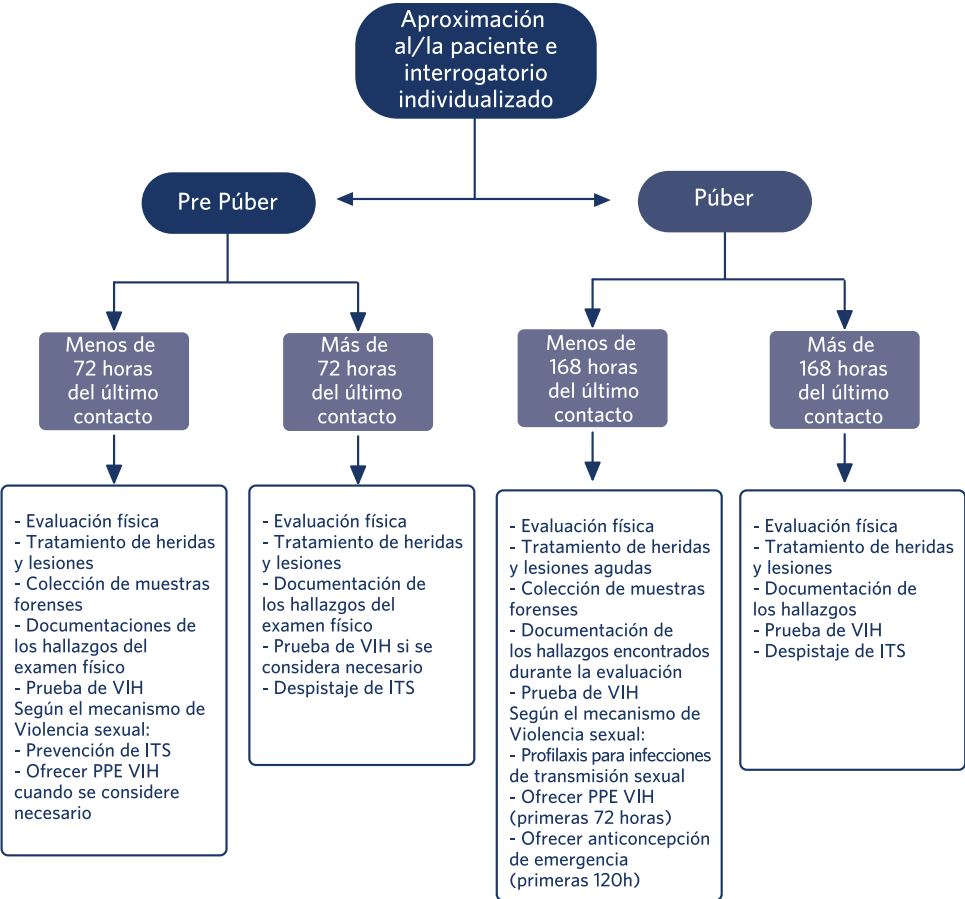 Aproximación
al/la paciente e
interrogatorio
individualizado
Pre Púber
Púber
Menos de
72 horas
del último
contacto
Más de
72 horas
del último
contacto
Menos de
168 horas
del último
contacto
Más de
168 horas
del último
contacto
- Evaluación física
- Tratamiento de heridas
y lesiones
- Colección de muestras
forenses
- Documentaciones de
los hallazgos del
examen físico
- Prueba de VIH
Según el mecanismo de
Violencia sexual:
- Prevención de ITS
- Ofrecer PPE VIH
cuando se considere
necesario
- Evaluación física
- Tratamiento de heridas
y lesiones
- Documentación de
los hallazgos del
examen físico
- Prueba de VIH si se
considera necesario
- Despistaje de ITS
- Evaluación física
- Tratamiento de heridas
y lesiones agudas
- Colección de muestras
forenses
- Documentación de
los hallazgos encontrados
durante la evaluación
- Prueba de VIH
Según el mecanismo de
Violencia sexual:
- Profilaxis para infecciones
de transmisión sexual
- Ofrecer PPE VIH
(primeras 72 horas)
- Ofrecer anticoncepción
de emergencia
(primeras 120h)
- Evaluación física
- Tratamiento de heridas
y lesiones
- Documentación de
los hallazgos
- Prueba de VIH
- Despistaje de ITS